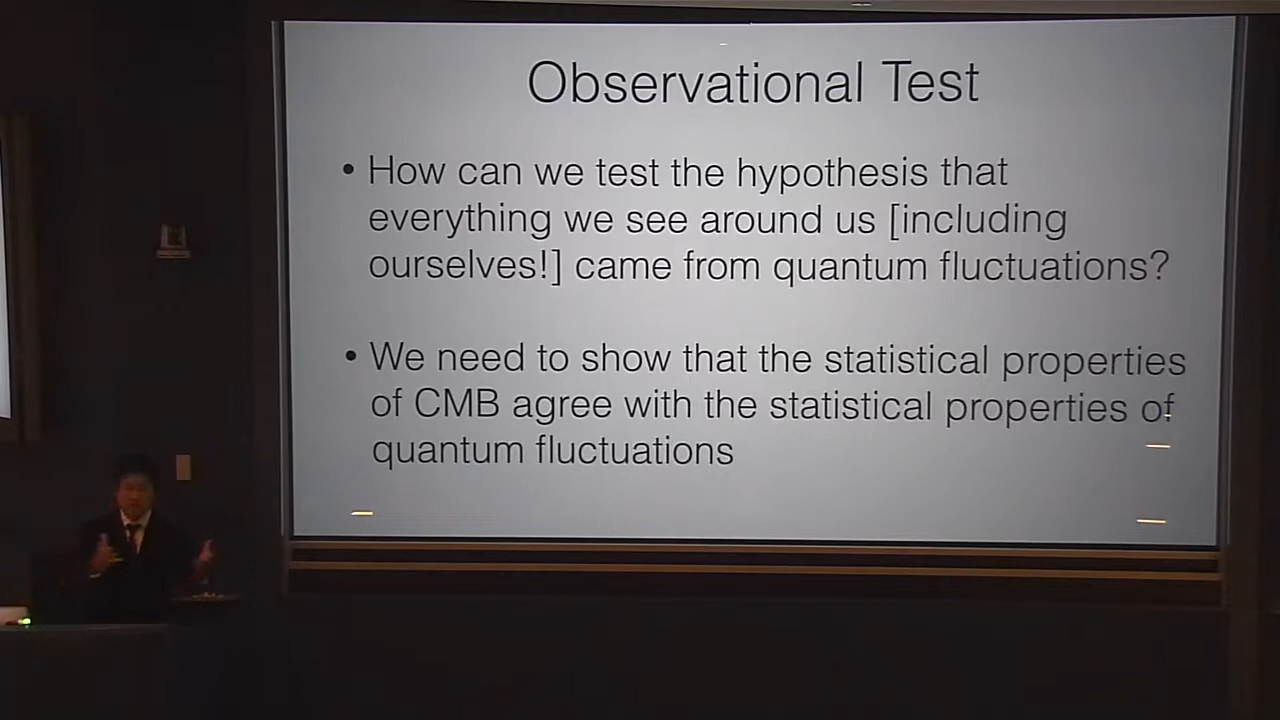 Observational Test
• How can we test the hypothesis that
everything we see around us [including
ourselves!] came from quantum fluctuations?
• We need to show that the statistical properties
of CMB agree with the statistical properties of
quantum fluctuations